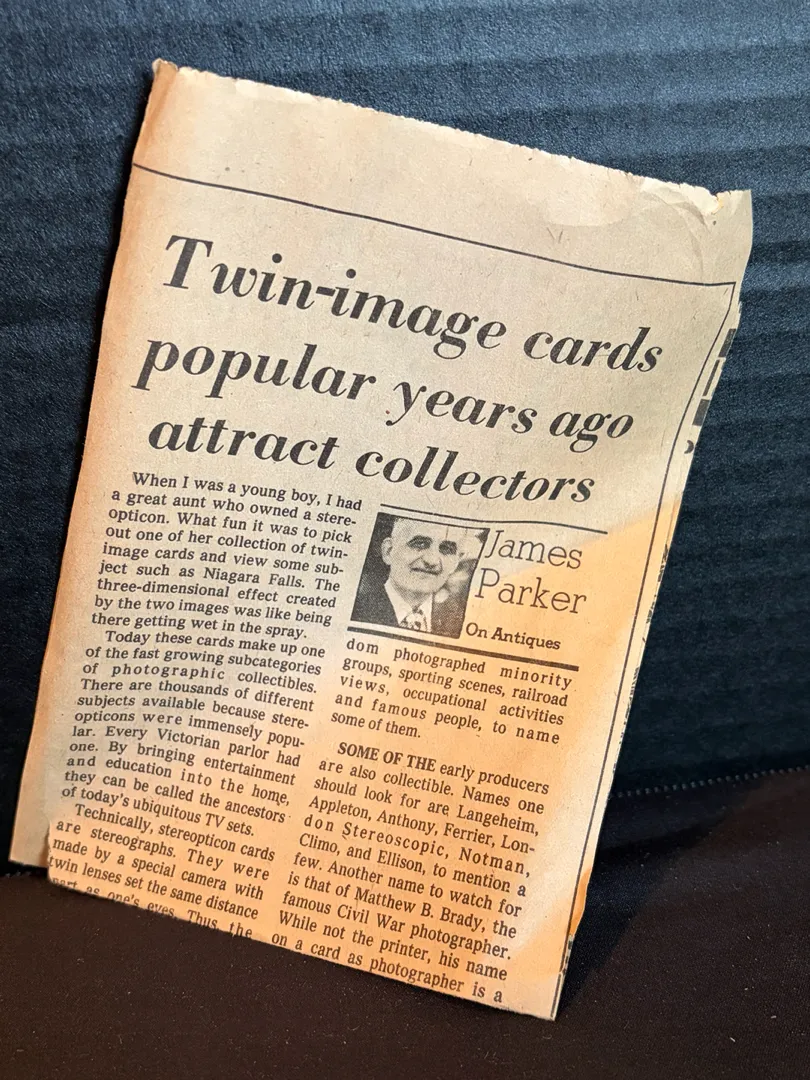 Twin-image cards
popular years ago
attract collectors
When I was a young boy, I had
a great aunt who owned a stere-
opticon. What fun it was to pick
out one of her collection of twin-
image cards and view some sub-
ject such as Niagara Falls. The
three-dimensional effect created
by the two images was like being
there getting wet in the spray.
Today these cards make up one
of the fast growing subcategories
of photographic collectibles.
There are thousands of different
subjects available because stere-
opticons were immensely popu-
lar. Every Victorian parlor had
one. By bringing entertainment
and education into the home,
they can be called the ancestors
of today's ubiquitous TV sets.
Technically, stereopticon cards
are stereographs. They were
made by a special camera with
twin lenses set the same distance
part as one's eyes. Thus, the
James
Parker
On Antiques
dom photographed minority
groups, sporting scenes, railroad
views, occupational activities
and famous people, to name
some of them.
SOME OF THE early producers
are also collectible. Names one
should look for are Langeheim,
Appleton, Anthony, Ferrier, Lon-
don Stereoscopic, Notman,
Climo, and Ellison, to mention a
few. Another name to watch for
is that of Matthew B. Brady, the
famous Civil War photographer.
While not the printer, his name
on a card as photographer is a